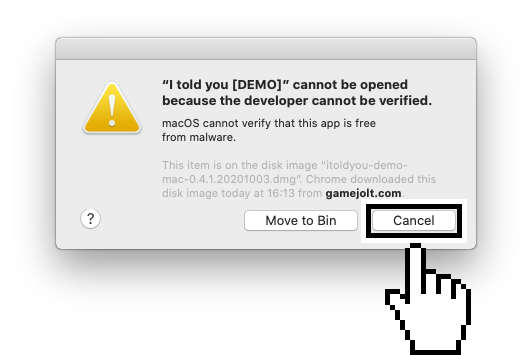 “I told you [DEMO]” cannot be opened
because the developer cannot be verified.
macOS cannot verify that this app is free
from malware.
This item is on the disk image “itoldyou-demo-
mac-0.4.1.20201003.dmg”. Chrome downloaded this
disk image today at 16:13 from gamejolt.com.
?
Move to Bin
Cancel